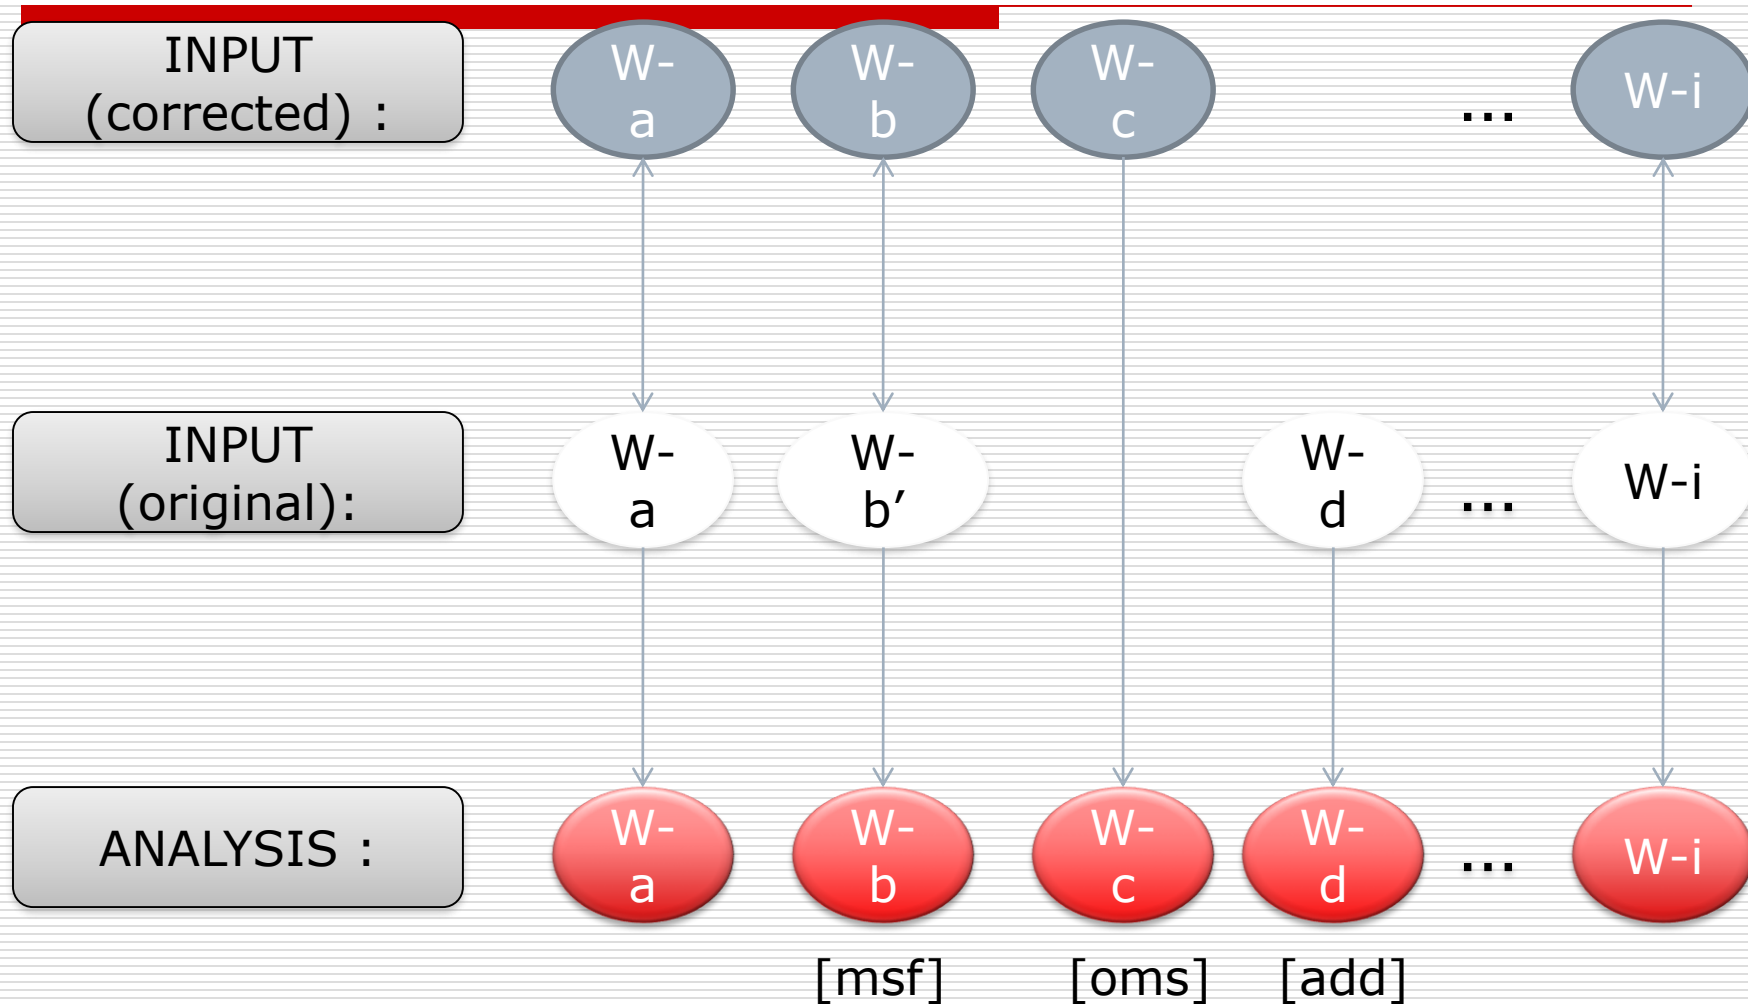 INPUT
(corrected) :
W-
a
W-
b
W-
c
...
W-i
INPUT
(original):
W-
a
W-
b’
W-
d
...
W-i
ANALYSIS :
W-
a
W-
b
W-
c
W-
d
...
W-i
[msf]
[oms]
[add]